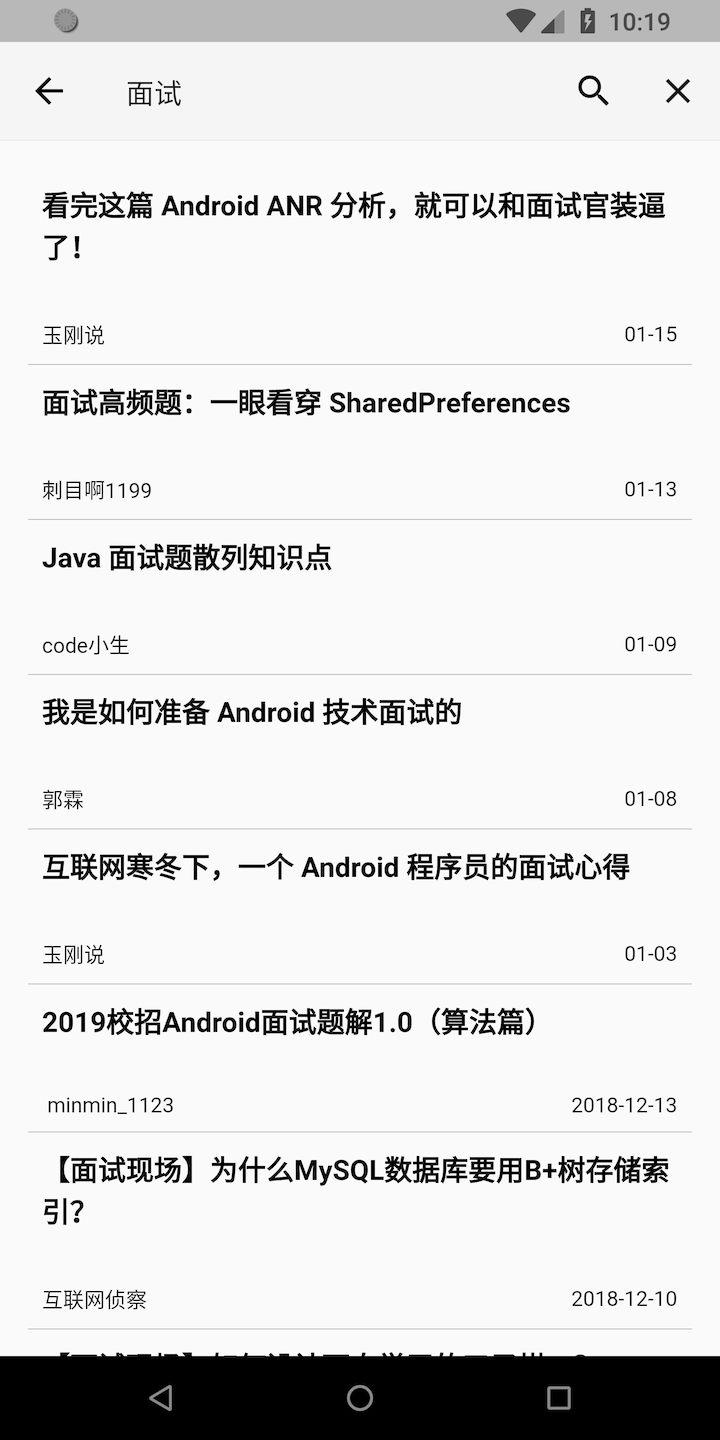 10:19
面试
看完这篇 Android ANR 分析，就可以和面试官装逼
了！
玉刚说 01-15
面试高频题：一眼看穿 SharedPreferences
刺目啊1199 01-13
Java 面试题散列知识点
code小生 01-09
我是如何准备 Android 技术面试的
郭霖 01-08
互联网寒冬下，一个 Android 程序员的面试心得
玉刚说 01-03
2019校招Android面试题解1.0（算法篇）
minmin_1123 2018-12-13
【面试现场】为什么MySQL数据库要用B+树存储索
引？
互联网侦察 2018-12-10